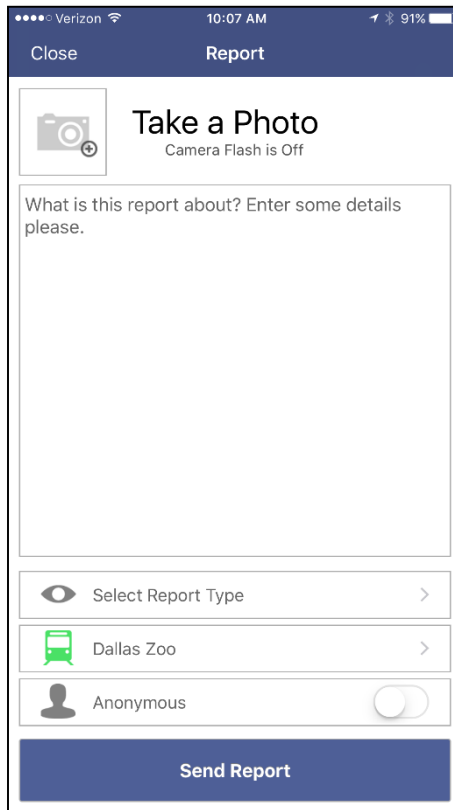 Verizon 10:07 AM 91%
Close Report
Take a Photo
Camera Flash is Off
What is this report about? Enter some details
please.
Select Report Type
Dallas Zoo
Anonymous
Send Report